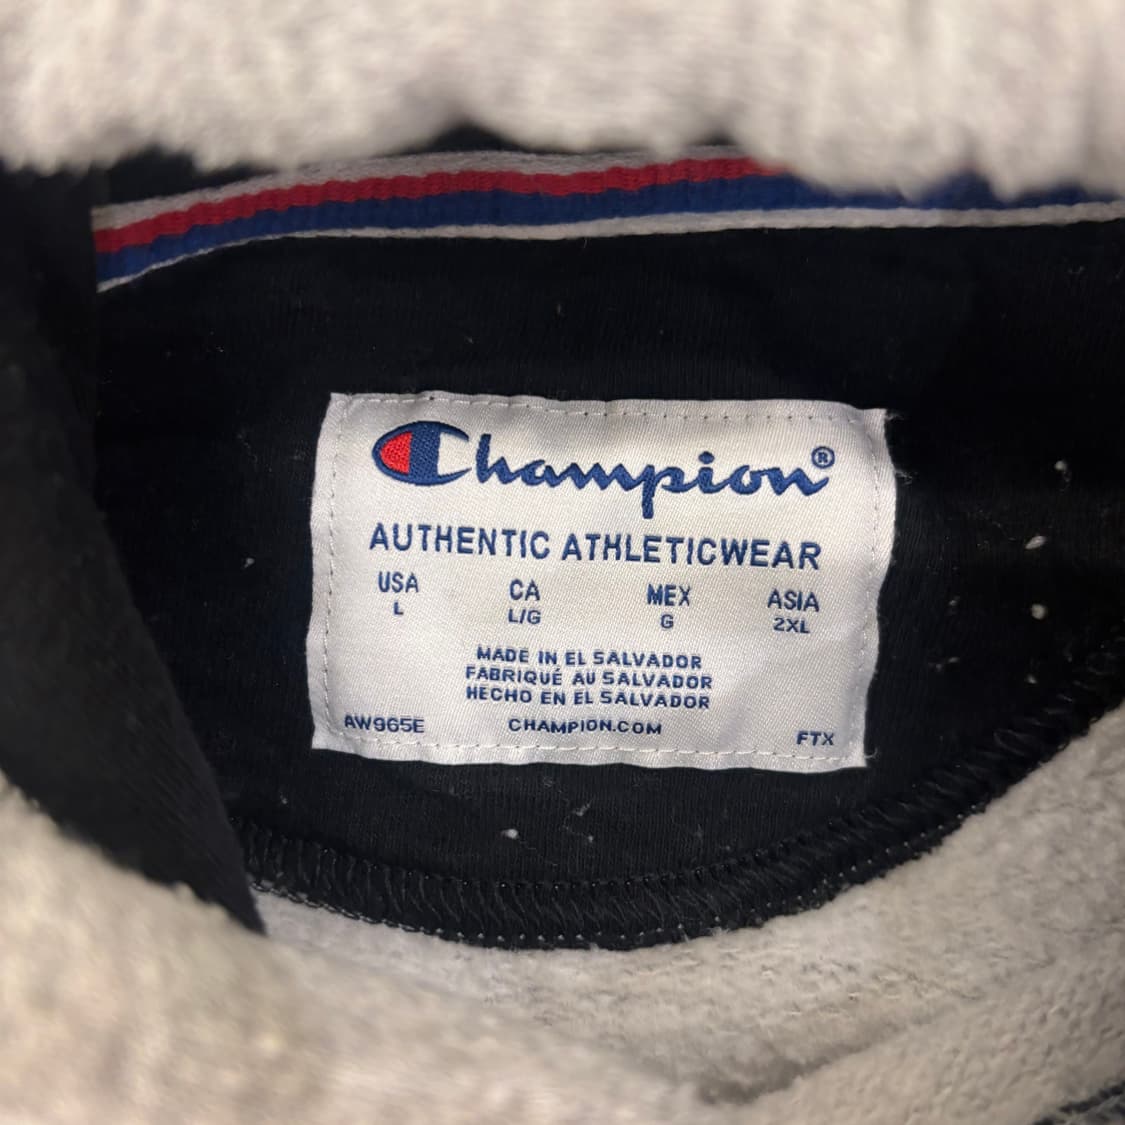 Champion®
AUTHENTIC ATHLETICWEAR
USA CA MEX ASIA
L L/G G 2XL
MADE IN EL SALVADOR
FABRIQUÉ AU SALVADOR
HECHO EN EL SALVADOR
AW965E CHAMPION.COM FTX